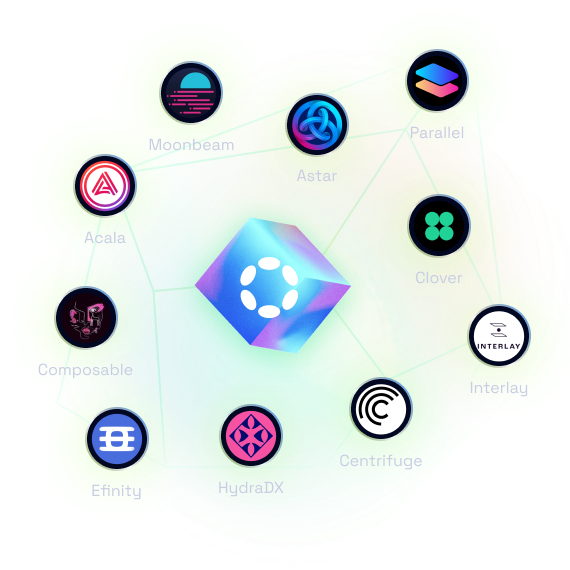 Moonbeam
Parallel
Astar
Acala
Clover
Composable
INTERLAY
Interlay
Centrifuge
HydraDX
Efinity